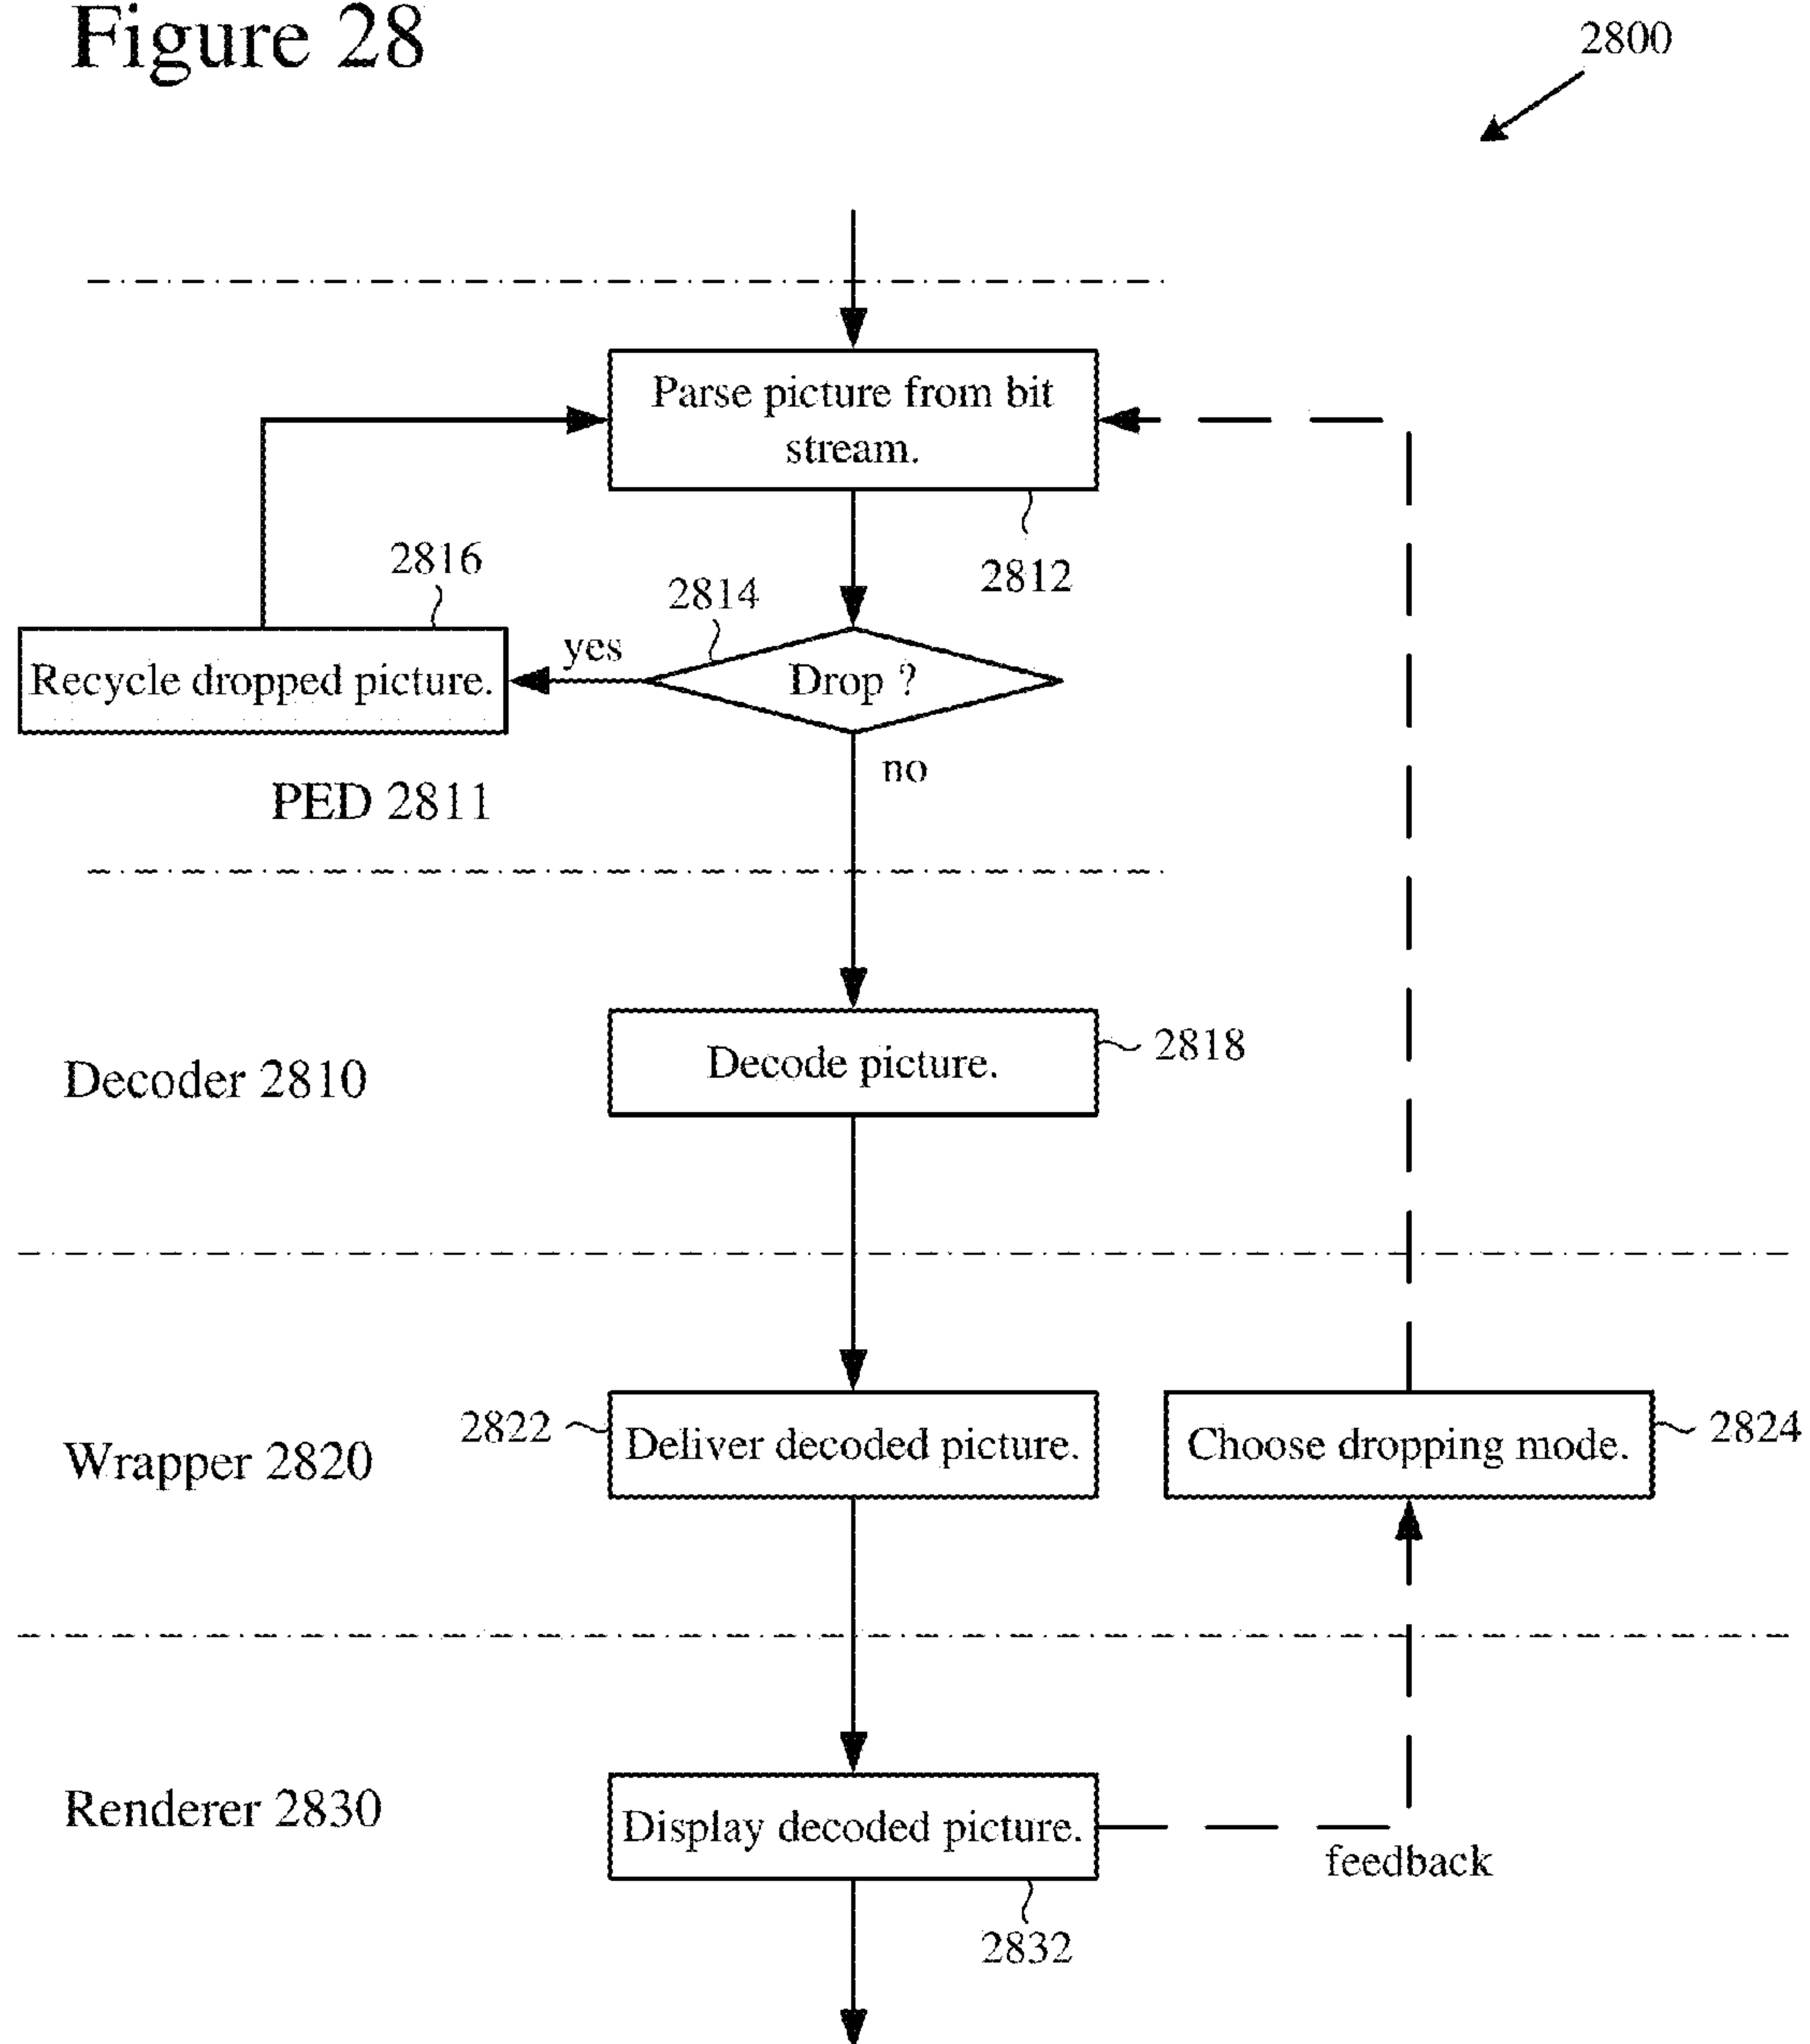 Figure 28
2800
Parse picture from bit
stream.
2812
2816
2814
Recycle dropped picture.
yes
Drop ?
no
PED 2811
Decode picture.
2818
Decoder 2810
2822
Deliver decoded picture.
Choose dropping mode.
2824
Wrapper 2820
Renderer 2830
Display decoded picture.
feedback
2832